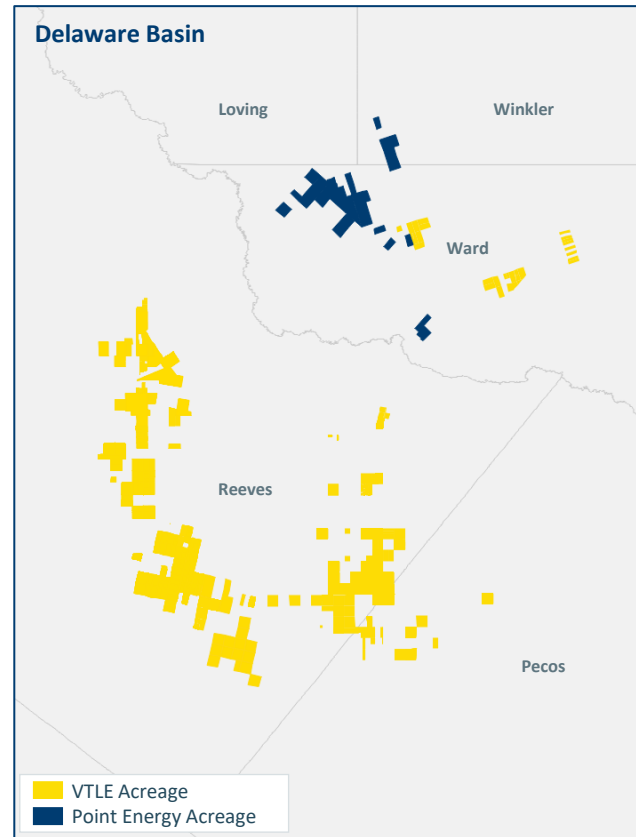 Delaware Basin
Loving
Winkler
Ward
Reeves
Pecos
VTLE Acreage
Point Energy Acreage